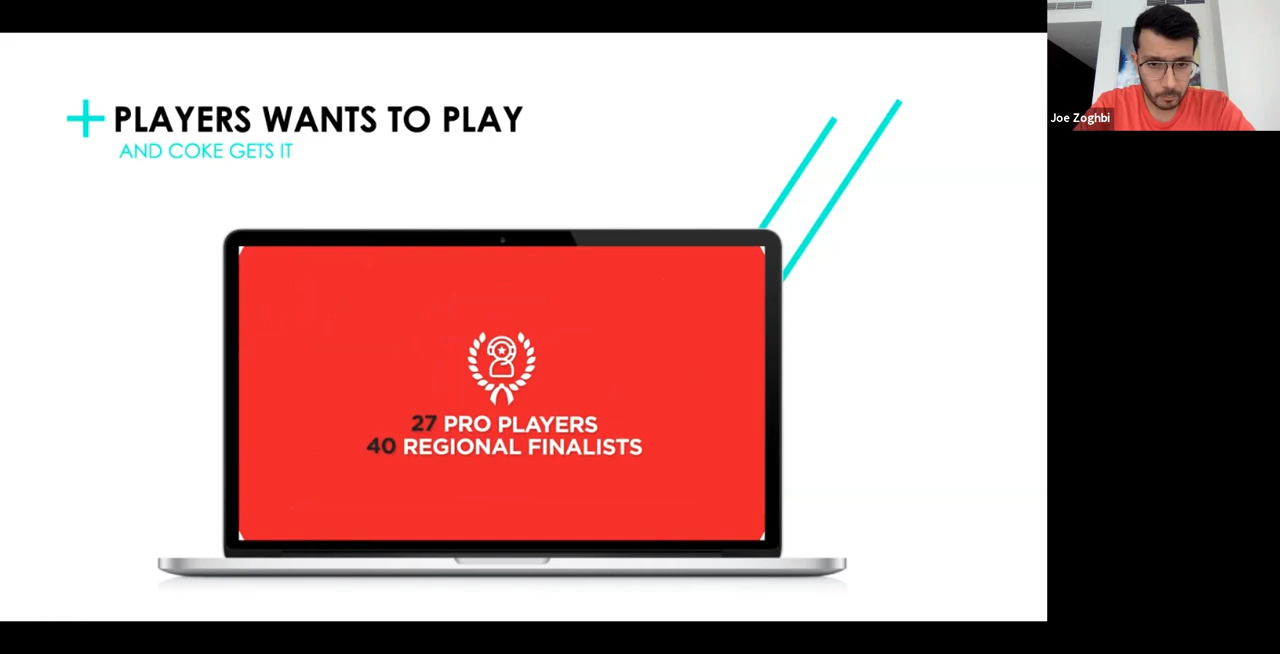 PLAYERS WANTS TO PLAY
AND COKE GETS IT
27 PRO PLAYERS
40 REGIONAL FINALISTS
Joe Zoghbi